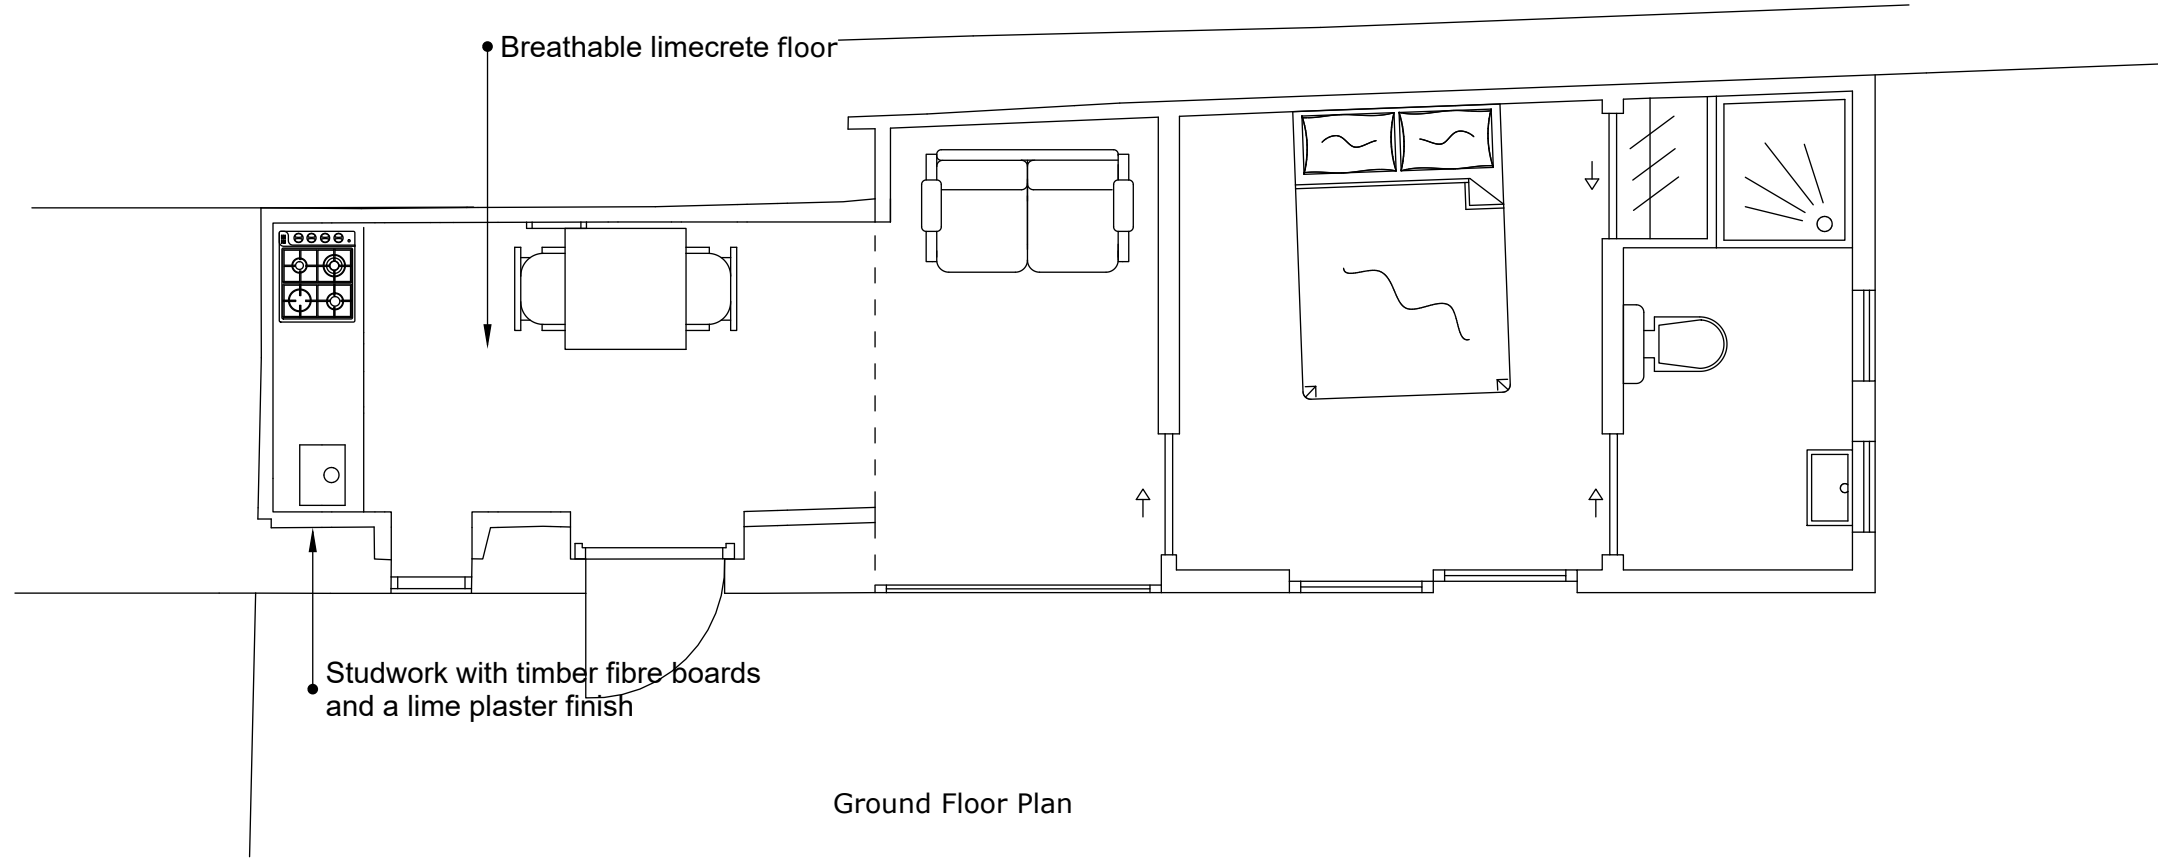 Breathable limecrete floor
Studwork with timber fibre boards
and a lime plaster finish
Ground Floor Plan